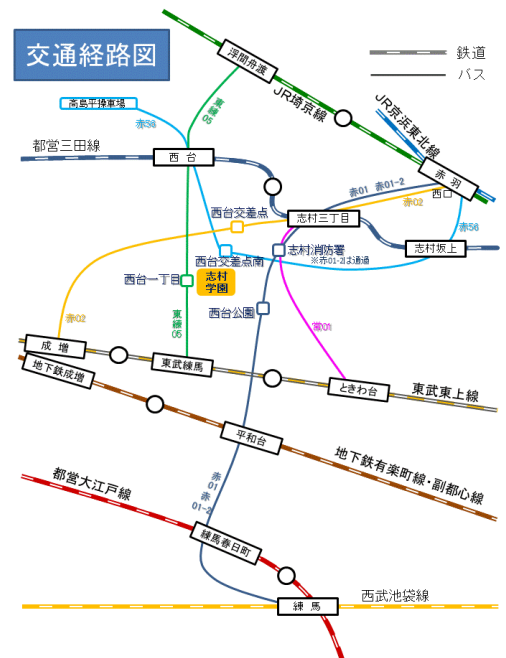 交通経路図
鉄道
バス
浮間舟渡
JR埼京線
JR京浜東北線
東練05
高島平操車場
赤56
都営三田線
西台
赤羽
西口
赤01 赤01-2
赤02
志村三丁目
西台交差点
志村消防署
※赤01-2は通過
赤56
志村坂上
西台交差点南
西台一丁目
志村
学園
西台公園
東練05
赤02
常01
成増
東武練馬
地下鉄成増
ときわ台
東武東上線
平和台
地下鉄有楽町線・副都心線
都営大江戸線
赤01
赤01-2
練馬春日町
西武池袋線
練馬